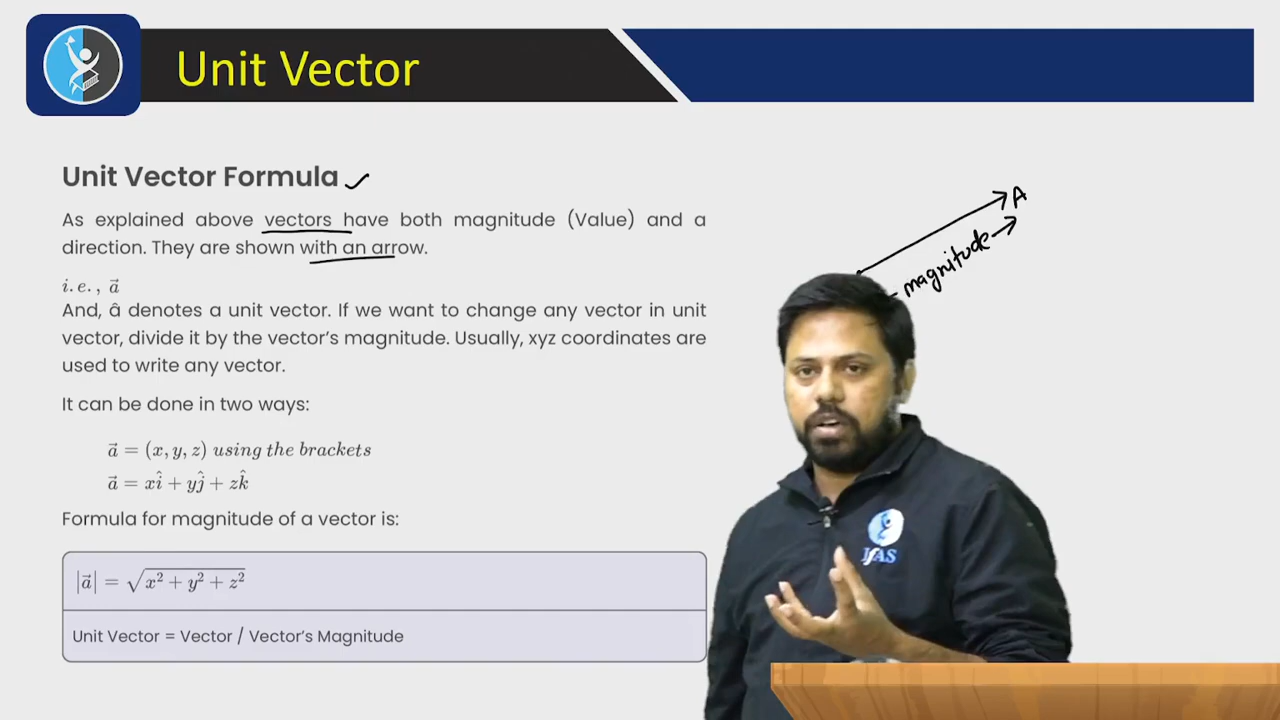 Unit Vector
Unit Vector Formula
As explained above vectors have both magnitude (Value) and a
direction. They are shown with an arrow.
i.e., a⃗
And, â denotes a unit vector. If we want to change any vector in unit
vector, divide it by the vector's magnitude. Usually, xyz coordinates are
used to write any vector.
It can be done in two ways:
a⃗ = (x, y, z) using the brackets
a⃗ = xî + yĵ + zk̂
Formula for magnitude of a vector is:
|a⃗| = √(x² + y² + z²)
Unit Vector = Vector / Vector's Magnitude
A
magnitude
IFAS